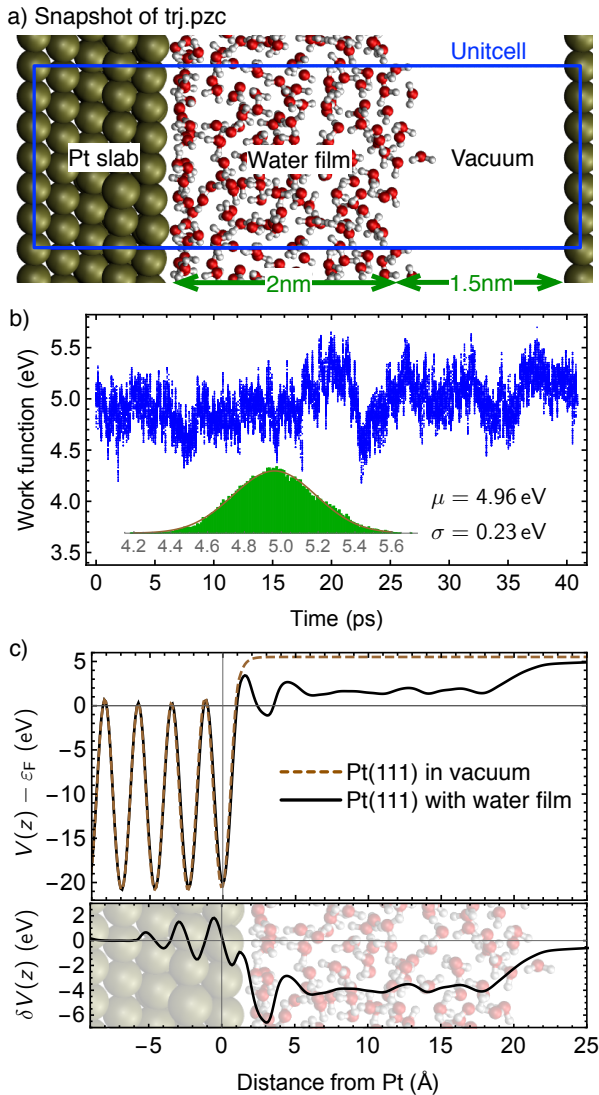 a) Snapshot of trj.pzc
Unitcell
Pt slab
Water film
Vacuum
2nm
1.5nm
b)
Work function (eV)
5.5
5.0
4.5
4.0
3.5
4.2 4.4 4.6 4.8 5.0 5.2 5.4 5.6
μ = 4.96 eV
σ = 0.23 eV
0 5 10 15 20 25 30 35 40
Time (ps)
c)
V(z) − εF (eV)
5
0
−5
−10
−15
−20
Pt(111) in vacuum
Pt(111) with water film
δV(z) (eV)
2
0
−2
−4
−6
−5 0 5 10 15 20 25
Distance from Pt (Å)